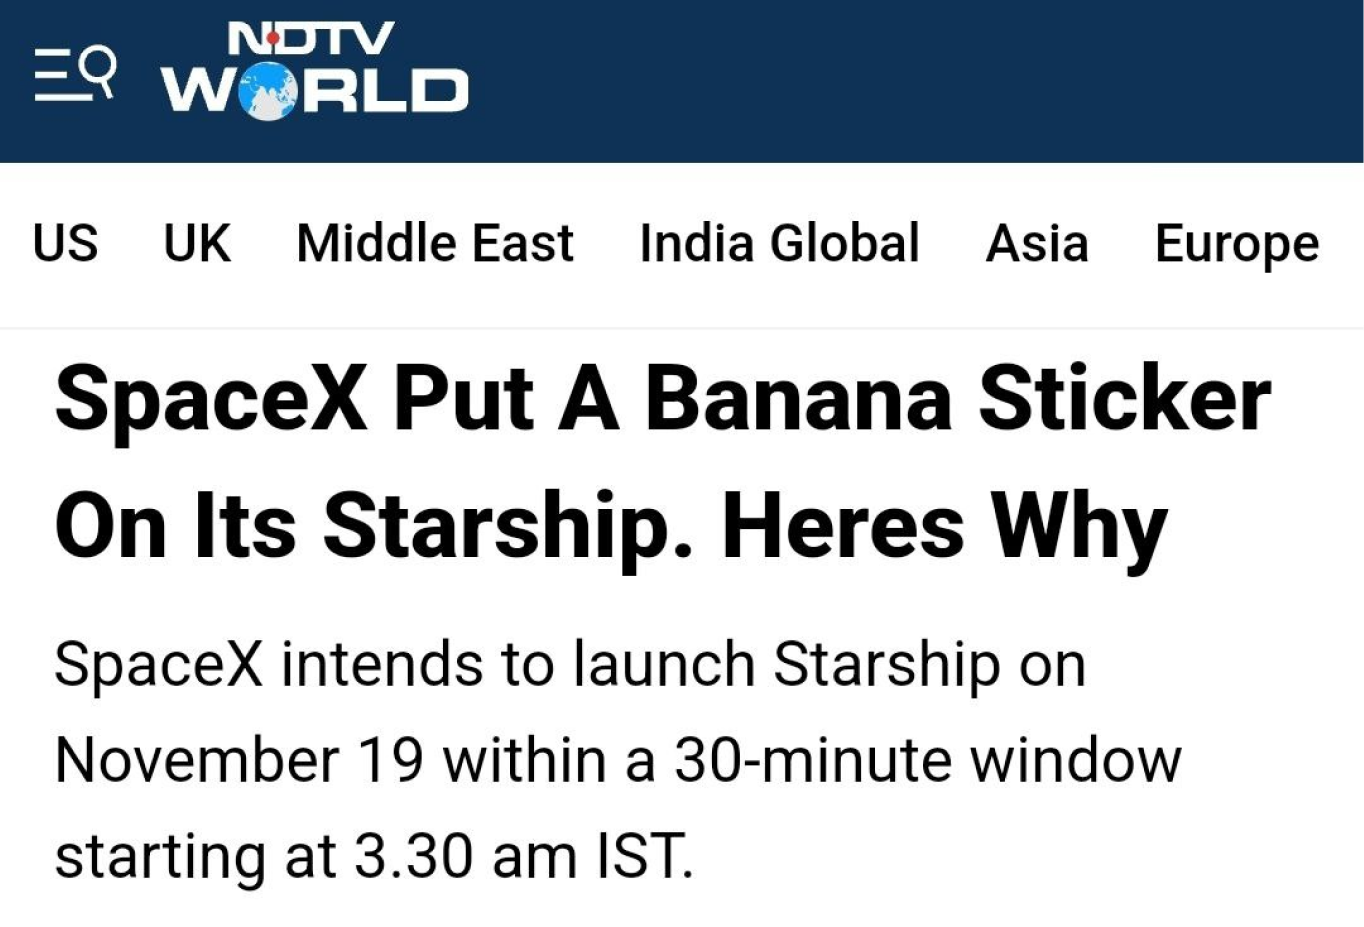 NDTV
WORLD
US UK Middle East India Global Asia Europe
SpaceX Put A Banana Sticker
On Its Starship. Heres Why
SpaceX intends to launch Starship on
November 19 within a 30-minute window
starting at 3.30 am IST.